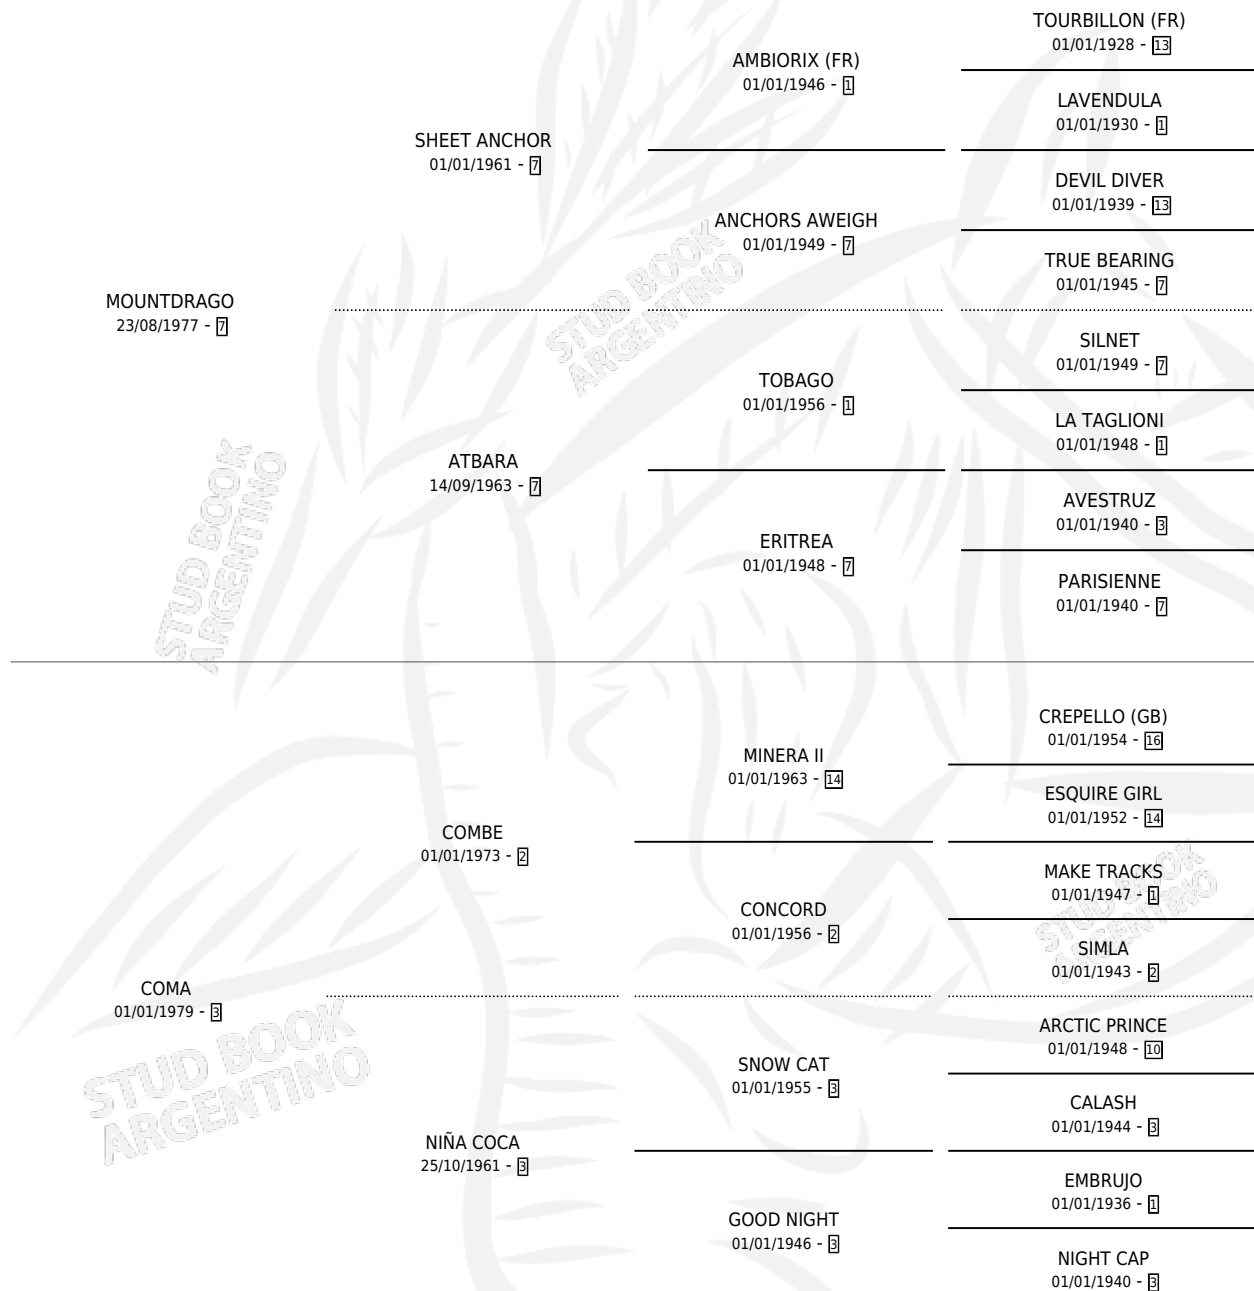 TOURBILLON (FR)
01/01/1928 - 13
AMBIORIX (FR)
01/01/1946 - 1
LAVENDULA
01/01/1930 - 1
SHEET ANCHOR
01/01/1961 - 7
DEVIL DIVER
01/01/1939 - 13
ANCHORS AWEIGH
01/01/1949 - 7
TRUE BEARING
01/01/1945 - 7
MOUNTDRAGO
23/08/1977 - 7
SILNET
01/01/1949 - 7
TOBAGO
01/01/1956 - 1
LA TAGLIONI
01/01/1948 - 1
ATBARA
14/09/1963 - 7
AVESTRUZ
01/01/1940 - 3
ERITREA
01/01/1948 - 7
PARISIENNE
01/01/1940 - 7
CREPELLO (GB)
01/01/1954 - 16
MINERA II
01/01/1963 - 14
ESQUIRE GIRL
01/01/1952 - 14
COMBE
01/01/1973 - 2
MAKE TRACKS
01/01/1947 - 1
CONCORD
01/01/1956 - 2
SIMLA
01/01/1943 - 2
COMA
01/01/1979 - 3
ARCTIC PRINCE
01/01/1948 - 10
SNOW CAT
01/01/1955 - 3
CALASH
01/01/1944 - 3
NIÑA COCA
25/10/1961 - 3
EMBRUJO
01/01/1936 - 1
GOOD NIGHT
01/01/1946 - 3
NIGHT CAP
01/01/1940 - 3
STUD BOOK
ARGENTINO
STUD BOOK
ARGENTINO
STUD BOOK
ARGENTINO
STUD BOOK
ARGENTINO